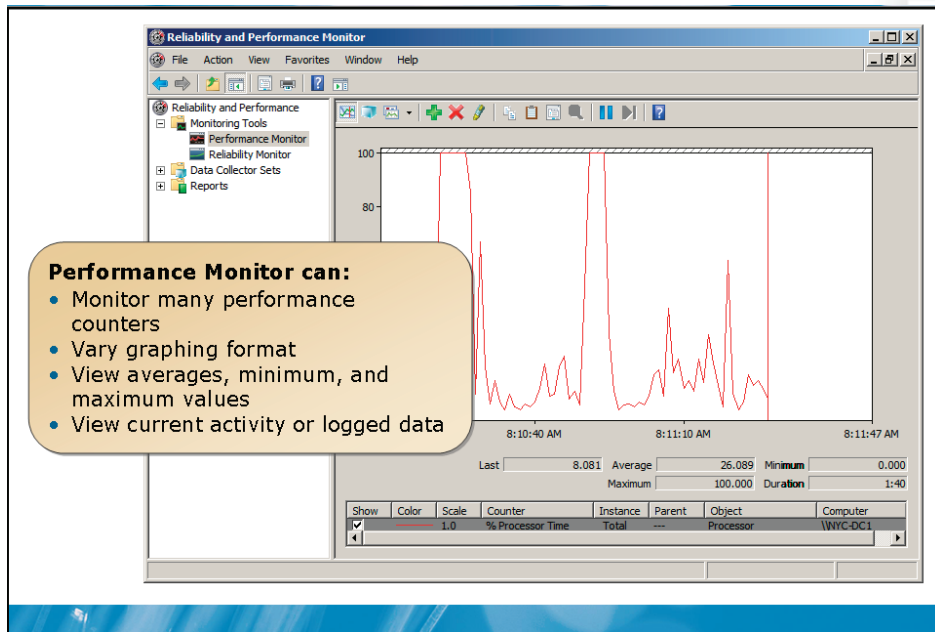 Reliability and Performance Monitor
File Action View Favorites Window Help
Reliability and Performance
Monitoring Tools
Performance Monitor
Reliability Monitor
Data Collector Sets
Reports
100
80
Performance Monitor can:
• Monitor many performance
counters
• Vary graphing format
• View averages, minimum, and
maximum values
• View current activity or logged data
8:10:40 AM 8:11:10 AM 8:11:47 AM
Last 8.081 Average 26.089 Minimum 0.000
Maximum 100.000 Duration 1:40
Show Color Scale Counter Instance Parent Object Computer
1.0 % Processor Time Total --- Processor \\NYC-DC1